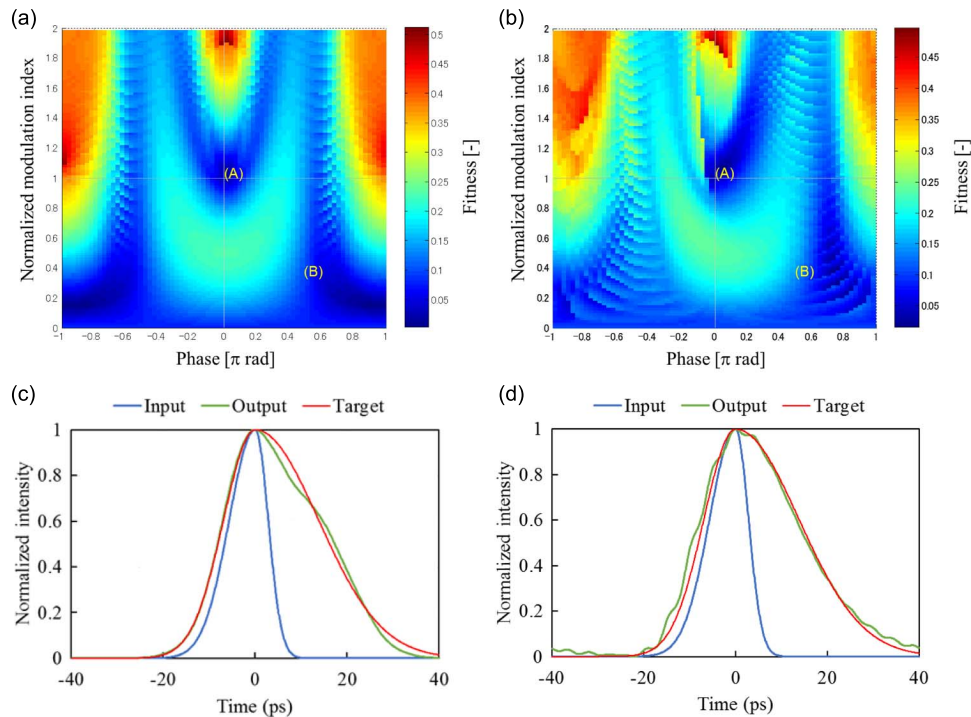 (a)
Normalized modulation index
2
1.8
1.6
1.4
1.2
1
0.8
0.6
0.4
0.2
0
-1 -0.8 -0.6 -0.4 -0.2 0 0.2 0.4 0.6 0.8 1
Phase [π rad]
(A)
(B)
0.5
0.45
0.4
0.35
0.3
0.25
0.2
0.15
0.1
0.05
Fitness [-]
(b)
Normalized modulation index
2
1.8
1.6
1.4
1.2
1
0.8
0.6
0.4
0.2
0
-1 -0.8 -0.6 -0.4 -0.2 0 0.2 0.4 0.6 0.8 1
Phase [π rad]
(A)
(B)
0.45
0.4
0.35
0.3
0.25
0.2
0.15
0.1
0.05
Fitness [-]
(c)
Input Output Target
Normalized intensity
1
0.8
0.6
0.4
0.2
0
-40 -20 0 20 40
Time (ps)
(d)
Input Output Target
Normalized intensity
1
0.8
0.6
0.4
0.2
0
-40 -20 0 20 40
Time (ps)